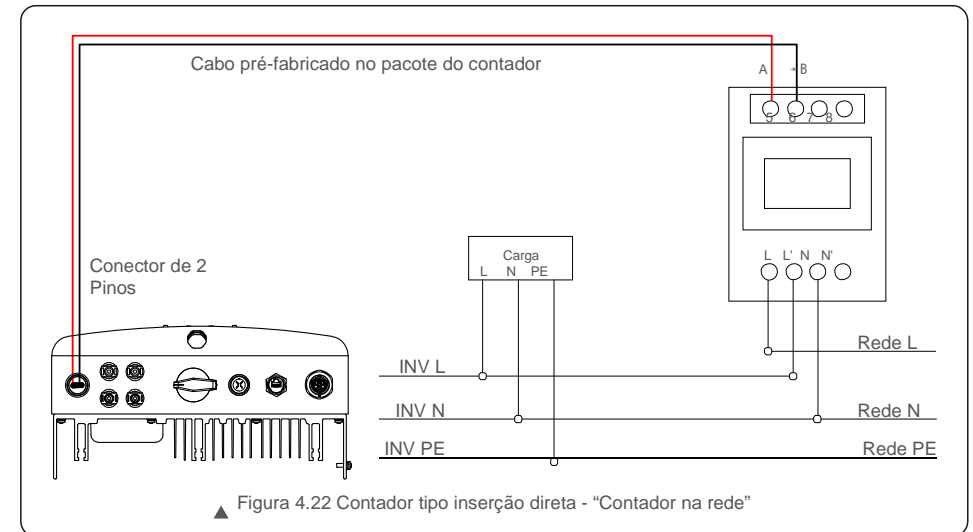 Cabo pré-fabricado no pacote do contador
A B
5 6 7 8
L L' N N'
Carga
L N PE
Conector de 2
Pinos
Rede L
INV L
INV N
Rede N
INV PE
Rede PE
▲ Figura 4.22 Contador tipo inserção direta - “Contador na rede”